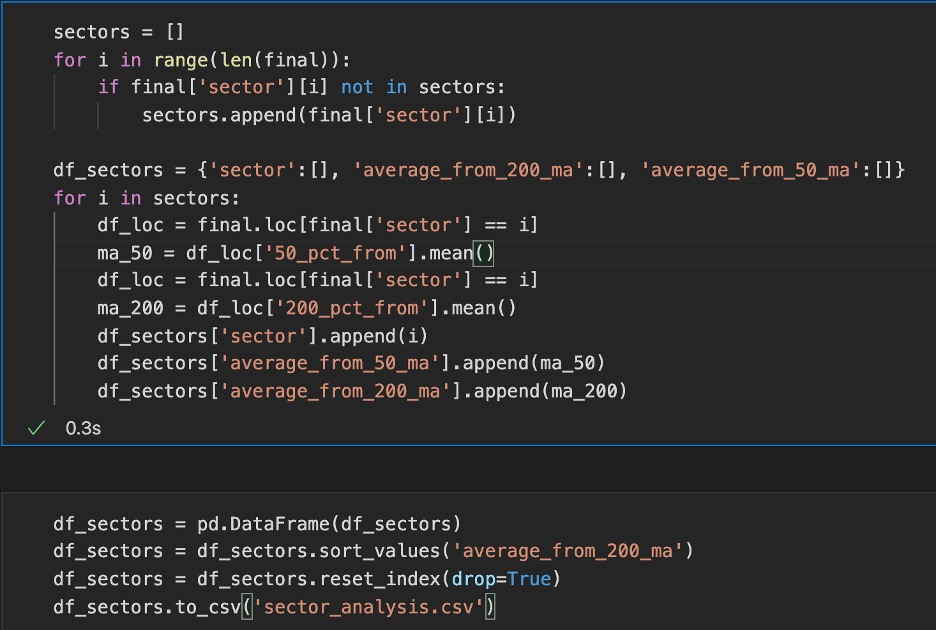 sectors = []
for i in range(len(final)):
    if final['sector'][i] not in sectors:
        sectors.append(final['sector'][i])

df_sectors = {'sector':[], 'average_from_200_ma':[], 'average_from_50_ma':[]}
for i in sectors:
    df_loc = final.loc[final['sector'] == i]
    ma_50 = df_loc['50_pct_from'].mean()
    df_loc = final.loc[final['sector'] == i]
    ma_200 = df_loc['200_pct_from'].mean()
    df_sectors['sector'].append(i)
    df_sectors['average_from_50_ma'].append(ma_50)
    df_sectors['average_from_200_ma'].append(ma_200)
0.3s
df_sectors = pd.DataFrame(df_sectors)
df_sectors = df_sectors.sort_values('average_from_200_ma')
df_sectors = df_sectors.reset_index(drop=True)
df_sectors.to_csv('sector_analysis.csv')